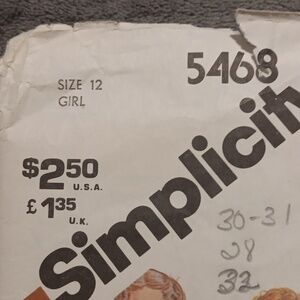 5468
SIZE 12
GIRL
Simplicit
$2.50
U.S.A.
£1.35
U.K.
30-31
28
32